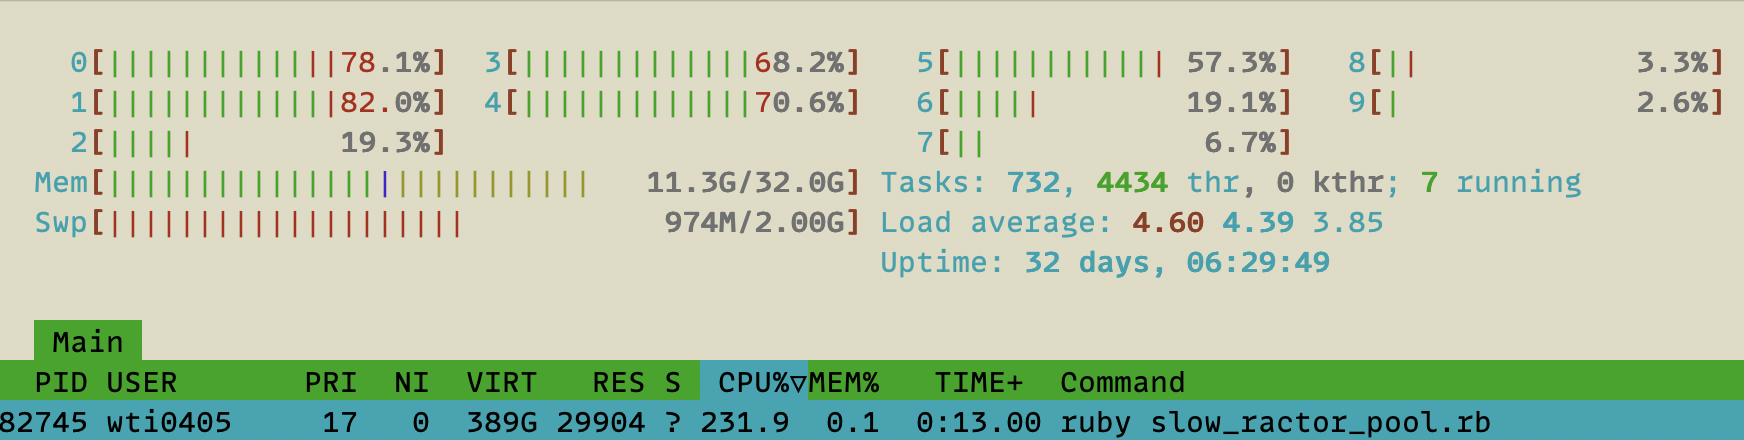 0[|||||||||||||78.1%] 3[|||||||||||||68.2%] 5[|||||||||||| 57.3%] 8[|| 3.3%]
1[|||||||||||||82.0%] 4[|||||||||||||70.6%] 6[||||| 19.1%] 9[| 2.6%]
2[||||| 19.3%] 7[|| 6.7%]
Mem[||||||||||||||||||||||||||| 11.3G/32.0G] Tasks: 732, 4434 thr, 0 kthr; 7 running
Swp[|||||||||||||||||||| 974M/2.00G] Load average: 4.60 4.39 3.85
Uptime: 32 days, 06:29:49
Main
PID USER PRI NI VIRT RES S CPU%▽MEM% TIME+ Command
82745 wti0405 17 0 389G 29904 ? 231.9 0.1 0:13.00 ruby slow_ractor_pool.rb